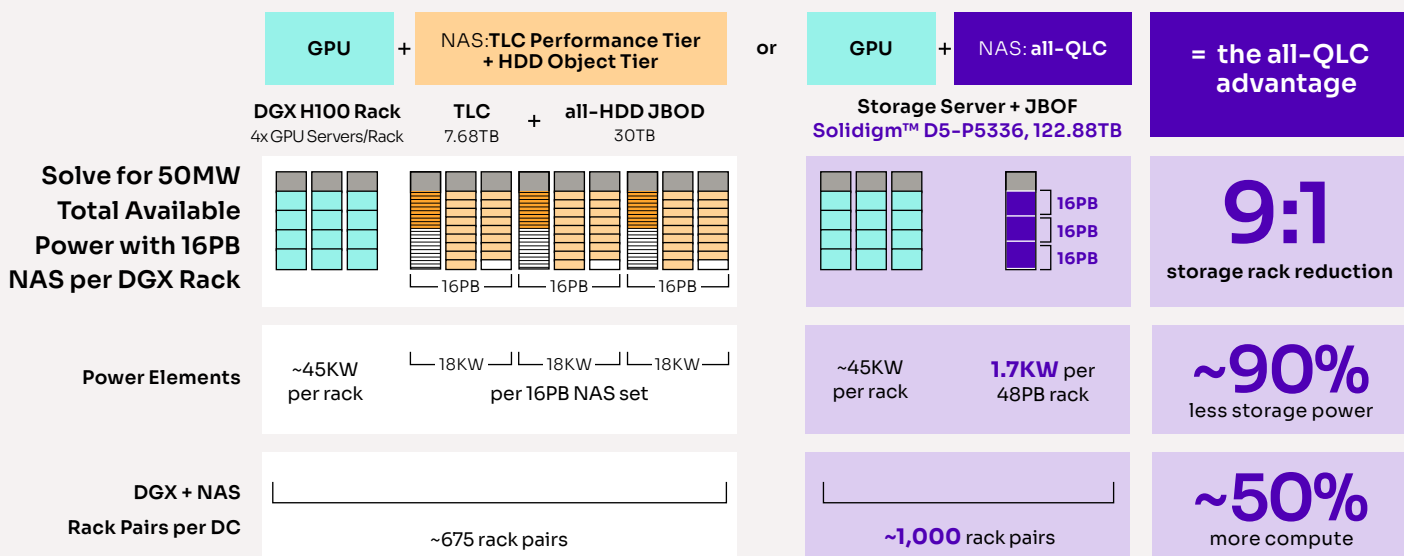 GPU
+
NAS:TLC Performance Tier
+ HDD Object Tier
or
GPU
+
NAS: all-QLC
= the all-QLC
advantage
DGX H100 Rack
4x GPU Servers/Rack
TLC
7.68TB
+
all-HDD JBOD
30TB
Storage Server + JBOF
Solidigm™ D5-P5336, 122.88TB
Solve for 50MW
Total Available
Power with 16PB
NAS per DGX Rack
16PB
16PB
16PB
16PB
16PB
16PB
9:1
storage rack reduction
Power Elements
~45KW
per rack
18KW
18KW
18KW
per 16PB NAS set
~45KW
per rack
1.7KW per
48PB rack
~90%
less storage power
DGX + NAS
Rack Pairs per DC
~675 rack pairs
~1,000 rack pairs
~50%
more compute